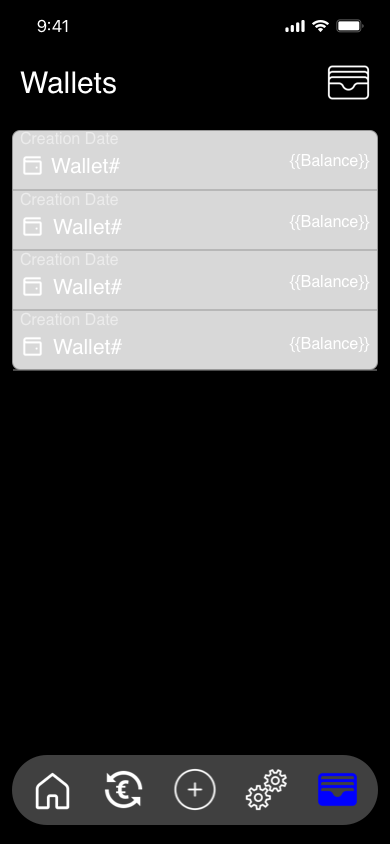 9:41
Wallets
Creation Date
Wallet#
{{Balance}}
Creation Date
Wallet#
{{Balance}}
Creation Date
Wallet#
{{Balance}}
Creation Date
Wallet#
{{Balance}}
€